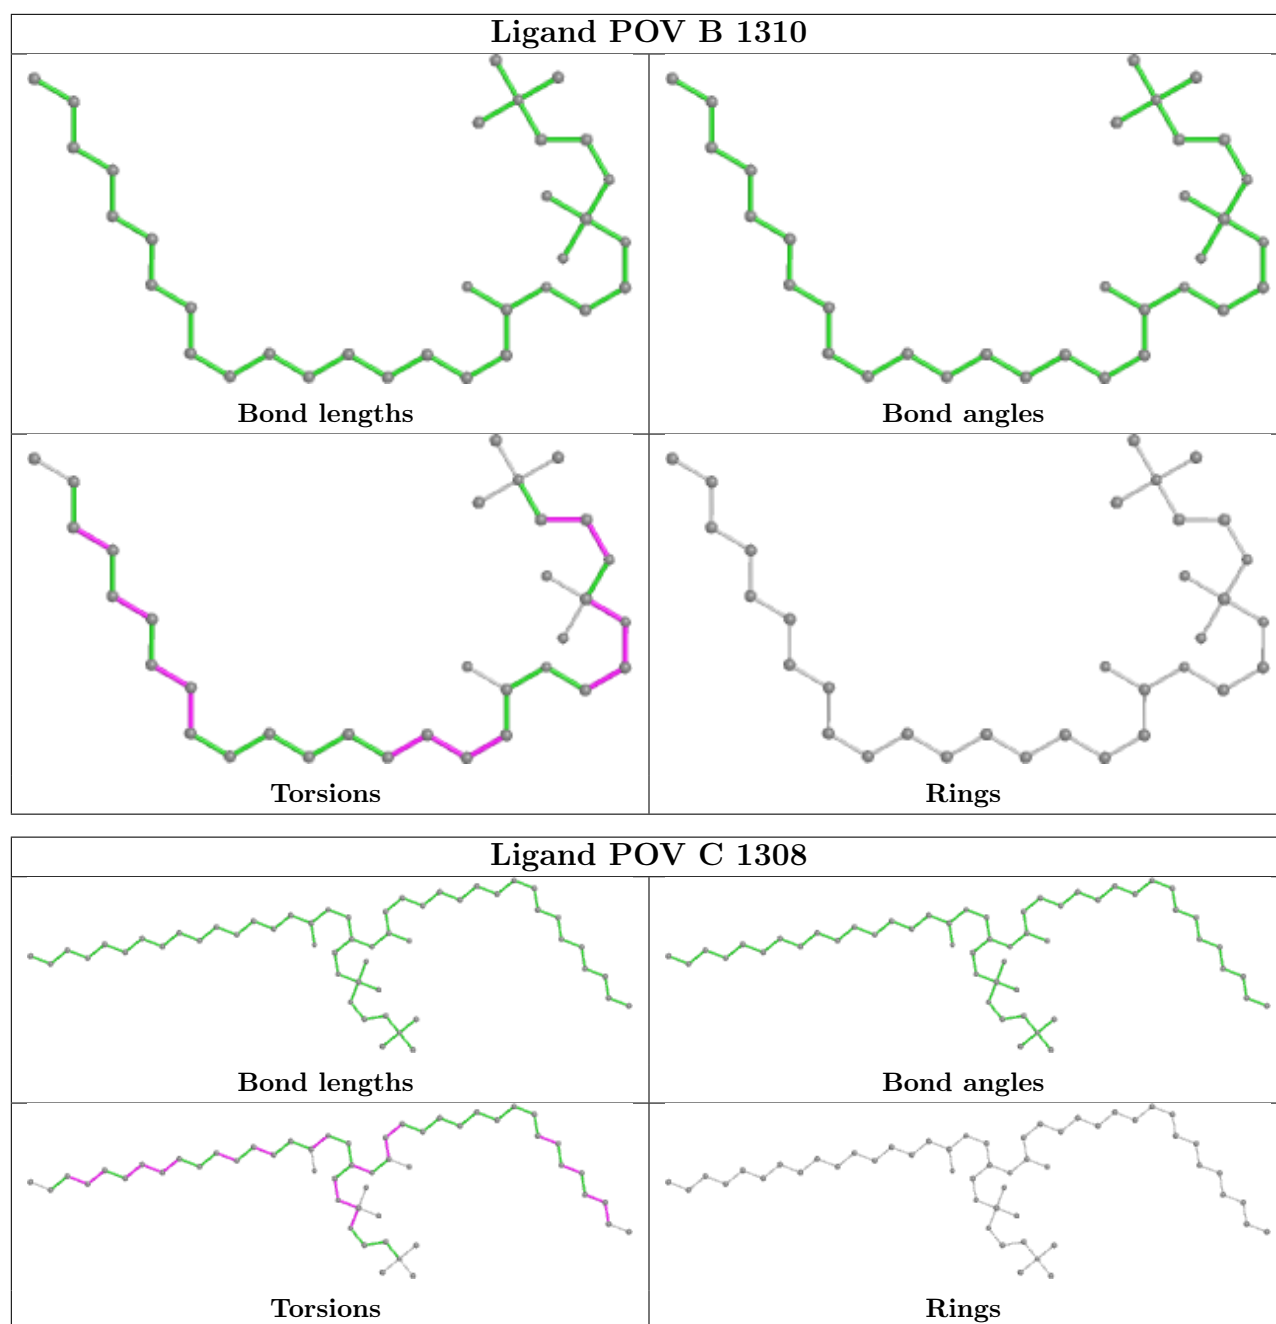 Ligand POV B 1310
Bond lengths
Bond angles
Torsions
Rings
Ligand POV C 1308
Bond lengths
Bond angles
Torsions
Rings